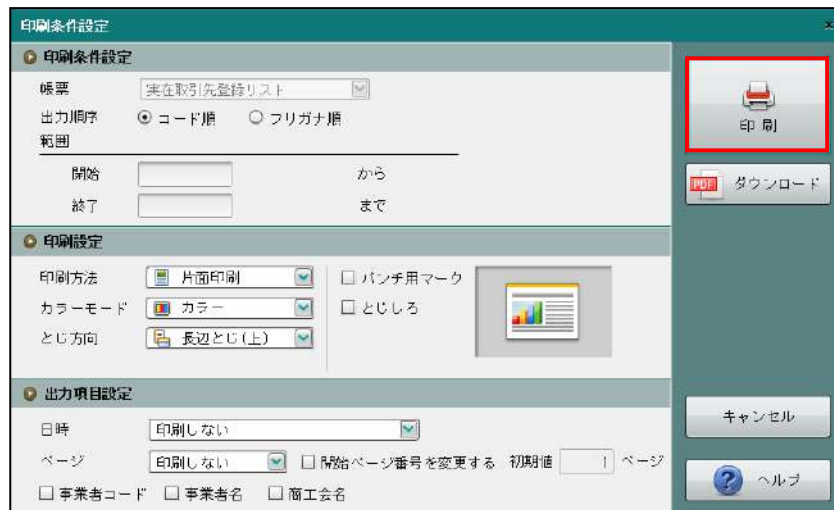 印刷条件設定
印刷条件設定
帳票 実在取引先登録リスト
出力順序 コード順 フリガナ順
範囲
開始 から
終了 まで
印刷設定
印刷方法 片面印刷 パンチ用マーク
カラーモード カラー とじしろ
とじ方向 長辺とじ(上)
出力項目設定
日時 印刷しない
ページ 印刷しない 開始ページ番号を変更する 初期値 1 ページ
事業者コード 事業者名 商工会名
印刷
PDF ダウンロード
キャンセル
? ヘルプ